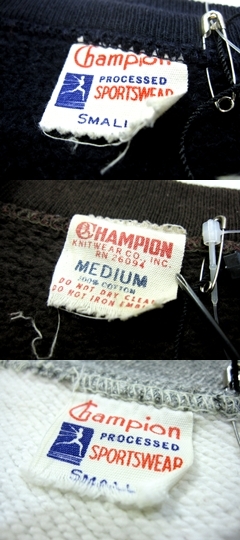 Champion
PROCESSED
SPORTSWEAR
SMALL
CHAMPION
KNITWEAR CO., INC.
RN 26094
MEDIUM
100% COTTON
DO NOT DRY CLEAN
DO NOT IRON
Champion
PROCESSED
SPORTSWEAR
SMALL